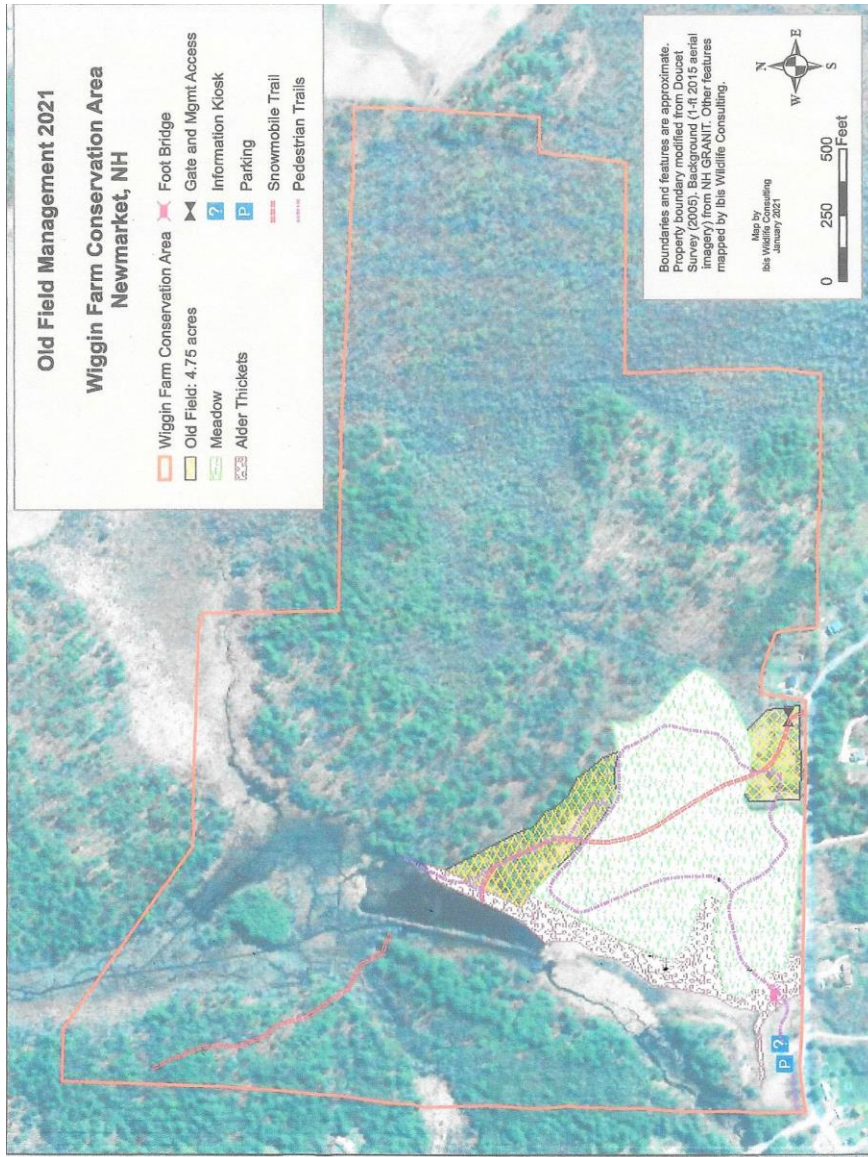 Old Field Management 2021
Wiggin Farm Conservation Area
Newmarket, NH
Wiggin Farm Conservation Area
Old Field: 4.75 acres
Meadow
Alder Thickets
Foot Bridge
Gate and Mgmt Access
? Information Kiosk
P Parking
Snowmobile Trail
Pedestrian Trails
P ?
Boundaries and features are approximate.
Property boundary modified from Doucet
Survey (2005). Background (1-ft 2015 aerial
imagery) from NH GRANIT. Other features
mapped by Ibis Wildlife Consulting.
Map by
Ibis Wildlife Consulting
January 2021
N
W E
S
0 250 500
Feet